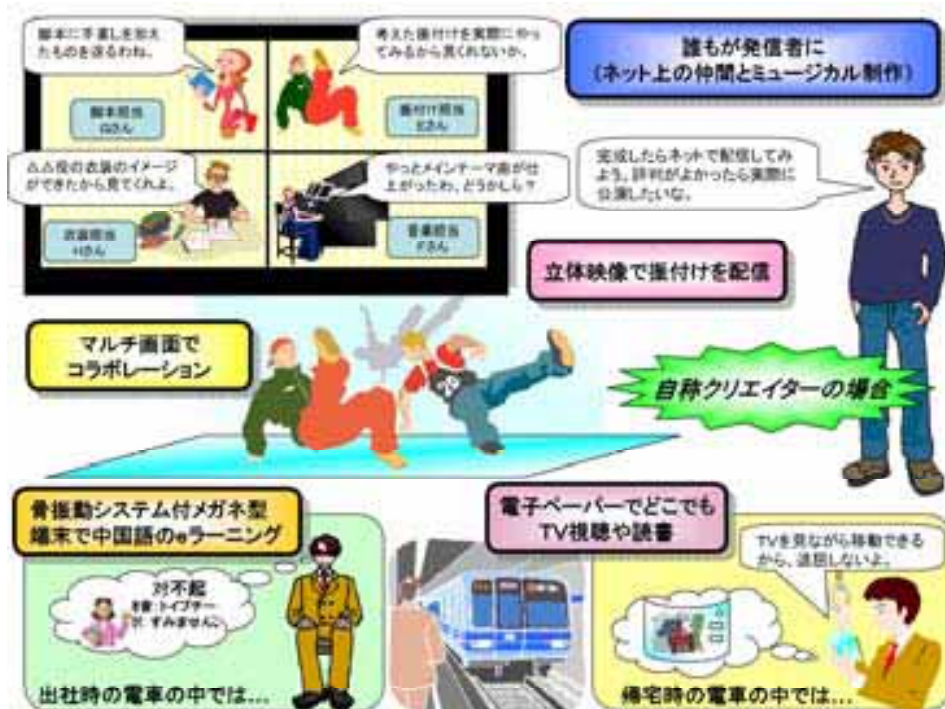 脚本に手直しを加え
たものを送るわね。
脚本担当
Gさん
考えた振付けを実際にやっ
てみるから見てくれないか。
振付け担当
Eさん
△△役の衣装のイメージ
ができたから見てくれよ。
衣装担当
Hさん
やっとメインテーマ曲が仕
上がったわ、どうかしら？
音楽担当
Fさん
誰もが発信者に
（ネット上の仲間とミュージカル制作）
完成したらネットで配信してみ
よう。評判がよかったら実際に
公演したいな。
立体映像で振付けを配信
マルチ画面で
コラボレーション
自称クリエイターの場合
骨振動システム付メガネ型
端末で中国語のeラーニング
対不起
発音：トイプチー
訳：すみません。
出社時の電車の中では…
電子ペーパーでどこでも
TV視聴や読書
TVを見ながら移動できる
から、退屈しないよ。
帰宅時の電車の中では…